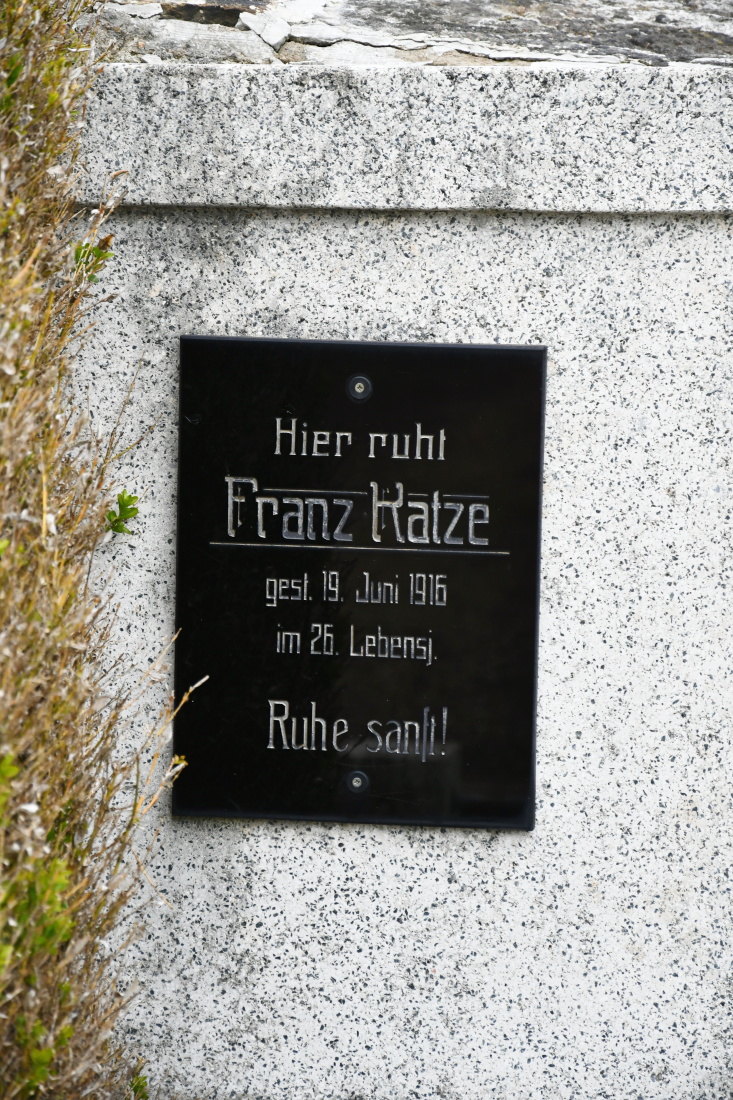 Hier ruht
Franz Katze
gest. 19. Juni 1916
im 26. Lebensj.
Ruhe sanft!